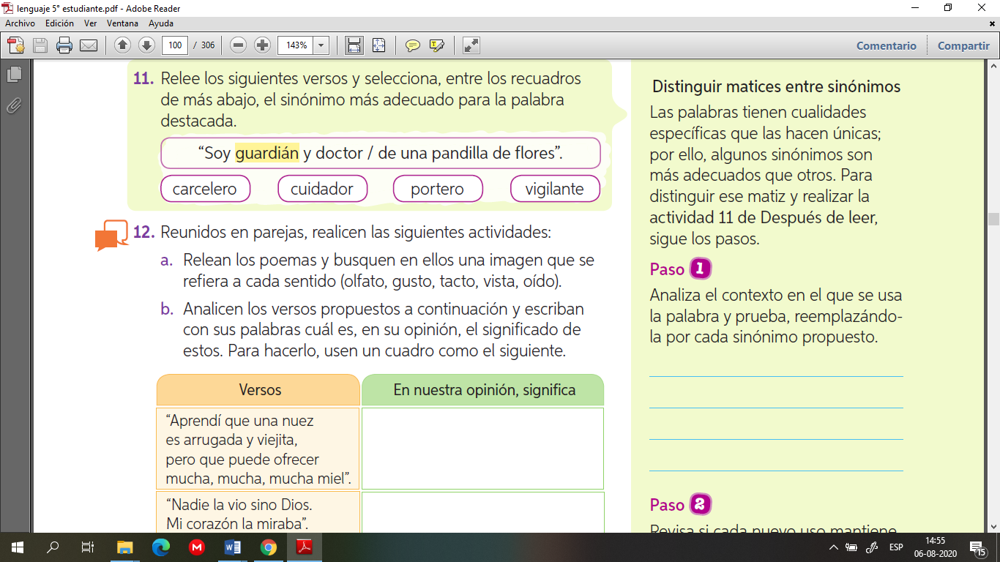 lenguaje 5° estudiante.pdf - Adobe Reader
Archivo Edición Ver Ventana Ayuda
100 / 306 143% Comentario Compartir
11. Relee los siguientes versos y selecciona, entre los recuadros
de más abajo, el sinónimo más adecuado para la palabra
destacada.
“Soy guardián y doctor / de una pandilla de flores”.
carcelero cuidador portero vigilante
12. Reunidos en parejas, realicen las siguientes actividades:
a. Relean los poemas y busquen en ellos una imagen que se
refiera a cada sentido (olfato, gusto, tacto, vista, oído).
b. Analicen los versos propuestos a continuación y escriban
con sus palabras cuál es, en su opinión, el significado de
estos. Para hacerlo, usen un cuadro como el siguiente.
Versos En nuestra opinión, significa
“Aprendí que una nuez
es arrugada y viejita,
pero que puede ofrecer
mucha, mucha, mucha miel”.
“Nadie la vio sino Dios.
Mi corazón la miraba”.
Distinguir matices entre sinónimos
Las palabras tienen cualidades
específicas que las hacen únicas;
por ello, algunos sinónimos son
más adecuados que otros. Para
distinguir ese matiz y realizar la
actividad 11 de Después de leer,
sigue los pasos.
Paso 1
Analiza el contexto en el que se usa
la palabra y prueba, reemplazándo-
la por cada sinónimo propuesto.
Paso 2
Revisa si cada nuevo uso mantiene
ESP
14:55
06-08-2020
15